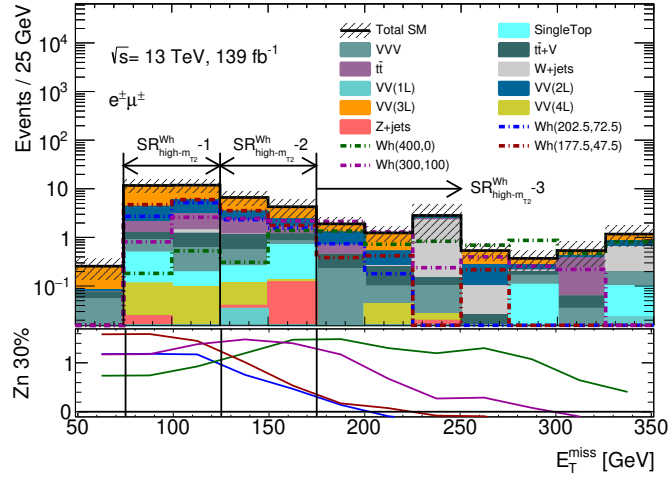 Events / 25 GeV
10⁴
10³
10²
10
1
10⁻¹
√s= 13 TeV, 139 fb⁻¹
e±μ±
Total SM
VVV
tt̄
VV(1L)
VV(3L)
Z+jets
Wh(400,0)
Wh(300,100)
SingleTop
tt̄+V
W+jets
VV(2L)
VV(4L)
Wh(202.5,72.5)
Wh(177.5,47.5)
SR^Wh_high-m_T2-1
SR^Wh_high-m_T2-2
SR^Wh_high-m_T2-3
Zn 30%
1
0
50 100 150 200 250 300 350
E_T^miss [GeV]